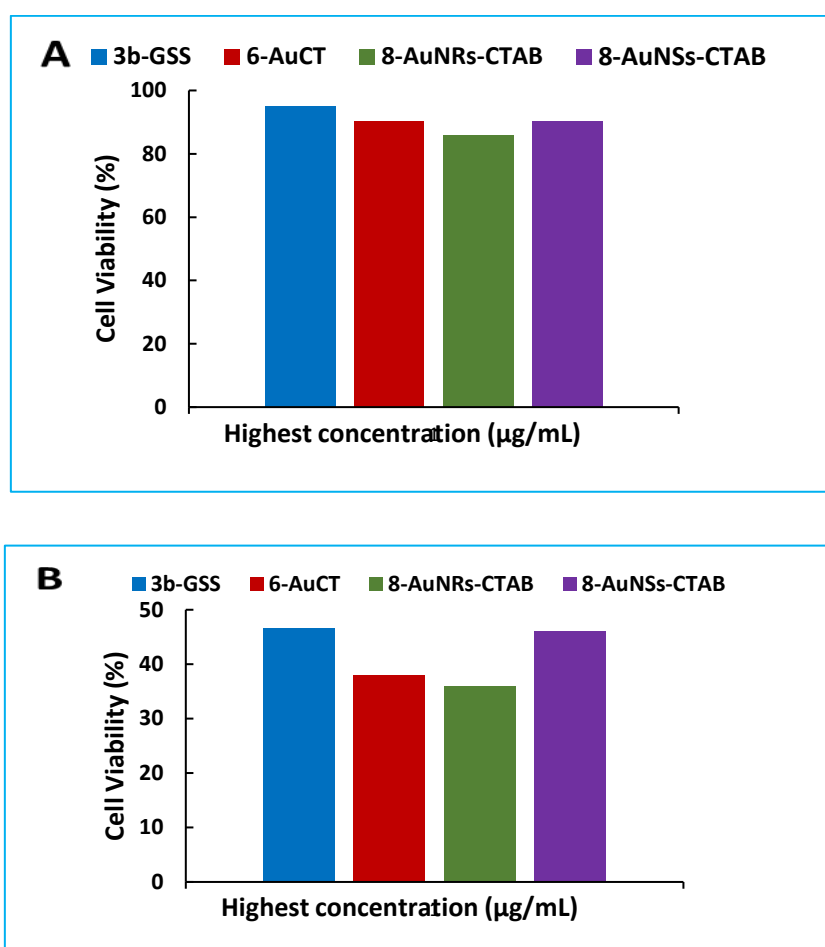 A
3b-GSS 6-AuCT 8-AuNRs-CTAB 8-AuNSs-CTAB
100
80
60
40
20
0
Cell Viability (%)
Highest concentration (µg/mL)
1
B
3b-GSS 6-AuCT 8-AuNRs-CTAB 8-AuNSs-CTAB
50
40
30
20
10
0
Cell Viability (%)
Highest concentration (µg/mL)
1